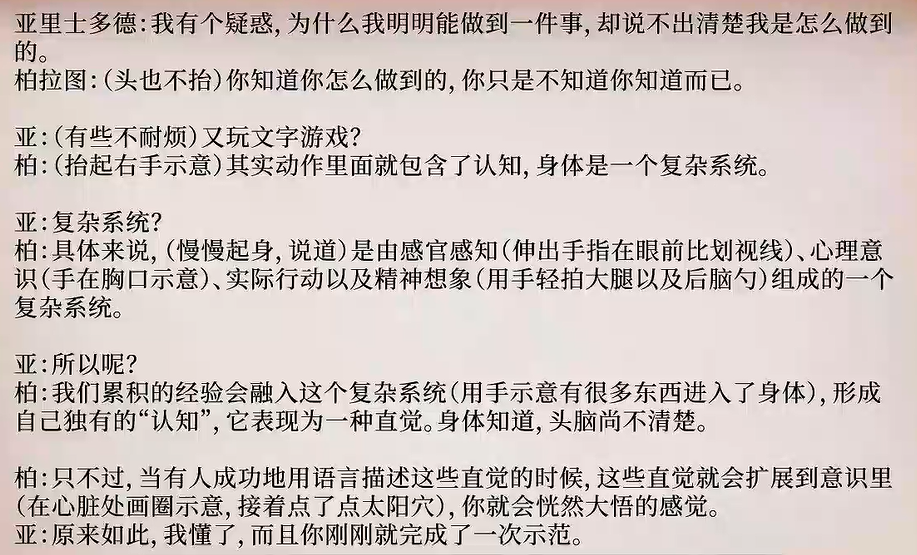 亚里士多德：我有个疑惑，为什么我明明能做到一件事，却说不出清楚我是怎么做到
的。
柏拉图：（头也不抬）你知道你怎么做到的，你只是不知道你知道而已。
亚：（有些不耐烦）又玩文字游戏？
柏：（抬起右手示意）其实动作里面就包含了认知，身体是一个复杂系统。
亚：复杂系统？
柏：具体来说，（慢慢起身，说道）是由感官感知（伸出手指在眼前比划视线）、心理意
识（手在胸口示意）、实际行动以及精神想象（用手轻拍大腿以及后脑勺）组成的一个
复杂系统。
亚：所以呢？
柏：我们累积的经验会融入这个复杂系统（用手示意有很多东西进入了身体），形成
自己独有的“认知”，它表现为一种直觉。身体知道，头脑尚不清楚。
柏：只不过，当有人成功地用语言描述这些直觉的时候，这些直觉就会扩展到意识里
（在心脏处画圈示意，接着点了点太阳穴），你就会恍然大悟的感觉。
亚：原来如此，我懂了，而且你刚刚就完成了一次示范。